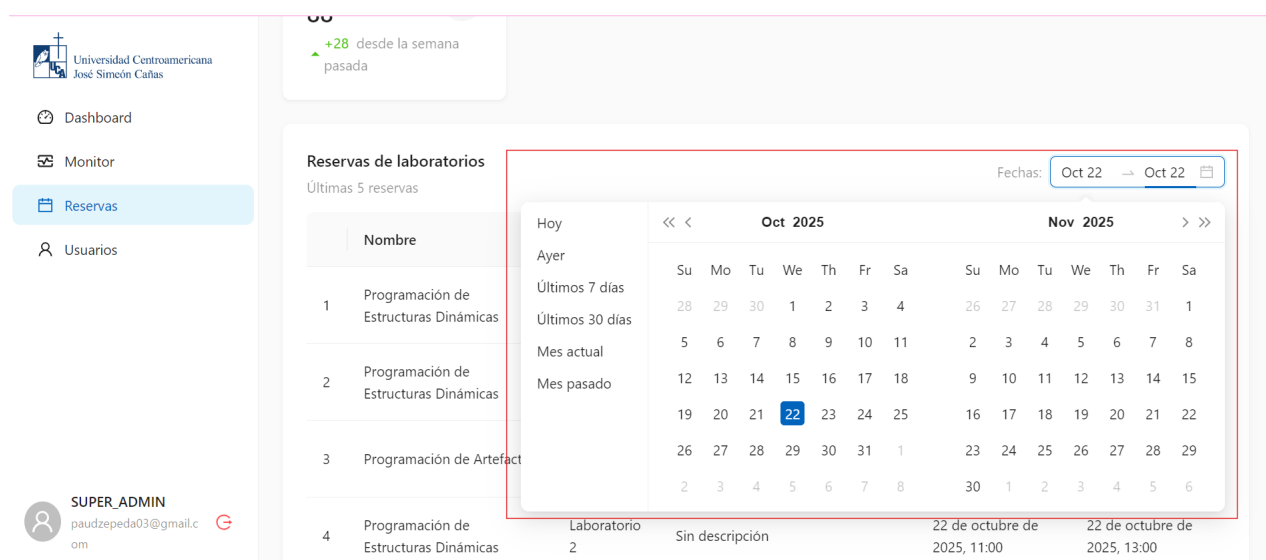 +28 desde la semana
pasada
Universidad Centroamericana
José Simeón Cañas
UCA
Dashboard
Monitor
Reservas
Usuarios
SUPER_ADMIN
paudzepeda03@gmail.c
om
Reservas de laboratorios
Últimas 5 reservas
Fechas: Oct 22 → Oct 22
Nombre
1 Programación de
Estructuras Dinámicas
2 Programación de
Estructuras Dinámicas
3 Programación de Artefact
4 Programación de
Estructuras Dinámicas
Laboratorio
2
Sin descripción
22 de octubre de
2025, 11:00
22 de octubre de
2025, 13:00
Hoy
Ayer
Últimos 7 días
Últimos 30 días
Mes actual
Mes pasado
« < Oct 2025
Su Mo Tu We Th Fr Sa
28 29 30 1 2 3 4
5 6 7 8 9 10 11
12 13 14 15 16 17 18
19 20 21 22 23 24 25
26 27 28 29 30 31 1
2 3 4 5 6 7 8
Nov 2025 > »
Su Mo Tu We Th Fr Sa
26 27 28 29 30 31 1
2 3 4 5 6 7 8
9 10 11 12 13 14 15
16 17 18 19 20 21 22
23 24 25 26 27 28 29
30 1 2 3 4 5 6